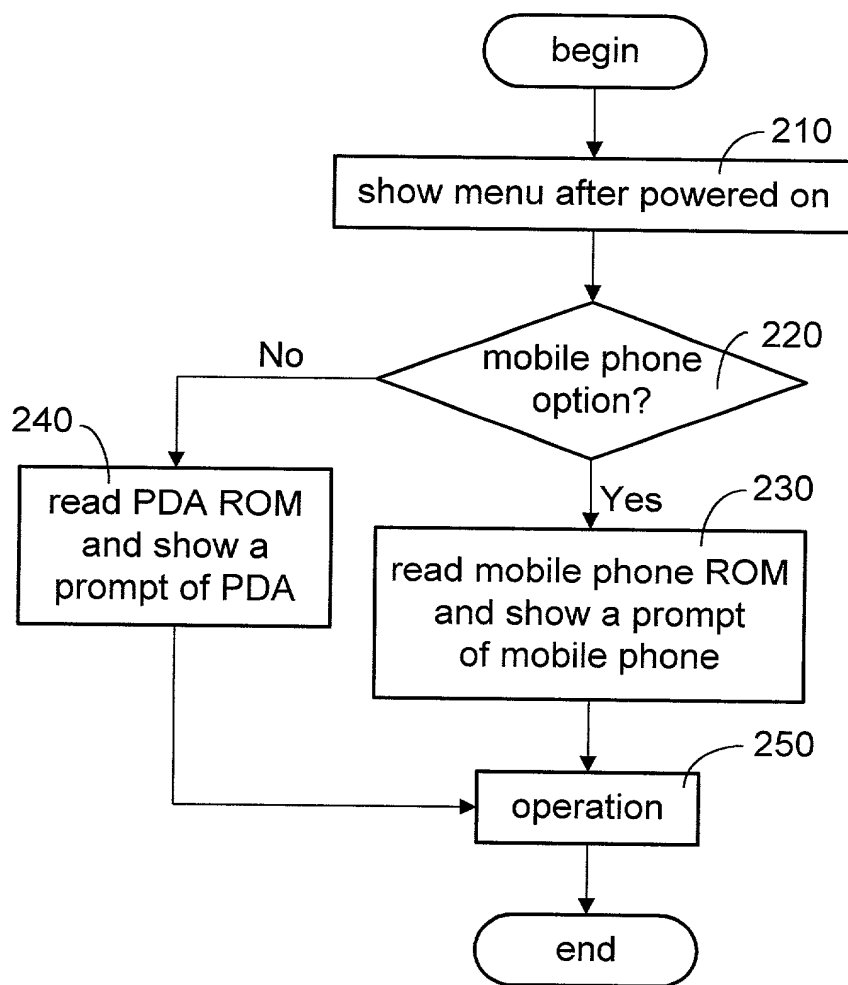 begin
210
show menu after powered on
220
mobile phone
option?
No
240
read PDA ROM
and show a
prompt of PDA
Yes
230
read mobile phone ROM
and show a prompt
of mobile phone
250
operation
end